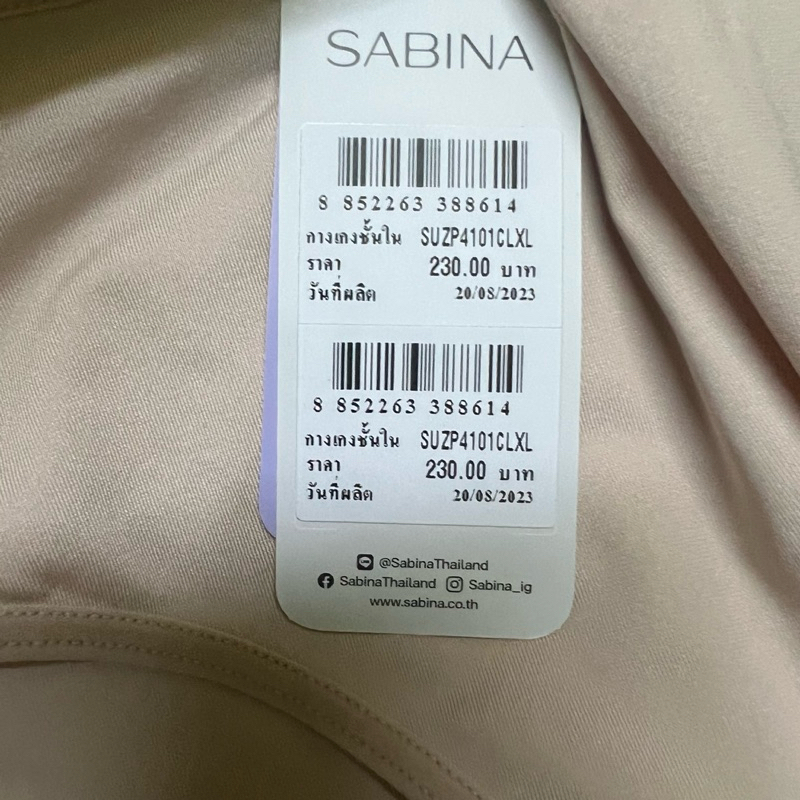 SABINA
8 852263 388614
กางเกงชั้นใน SUZP4101CLXL
ราคา 230.00 บาท
วันที่ผลิต 20/08/2023
8 852263 388614
กางเกงชั้นใน SUZP4101CLXL
ราคา 230.00 บาท
วันที่ผลิต 20/08/2023
@SabinaThailand
SabinaThailand Sabina_ig
www.sabina.co.th